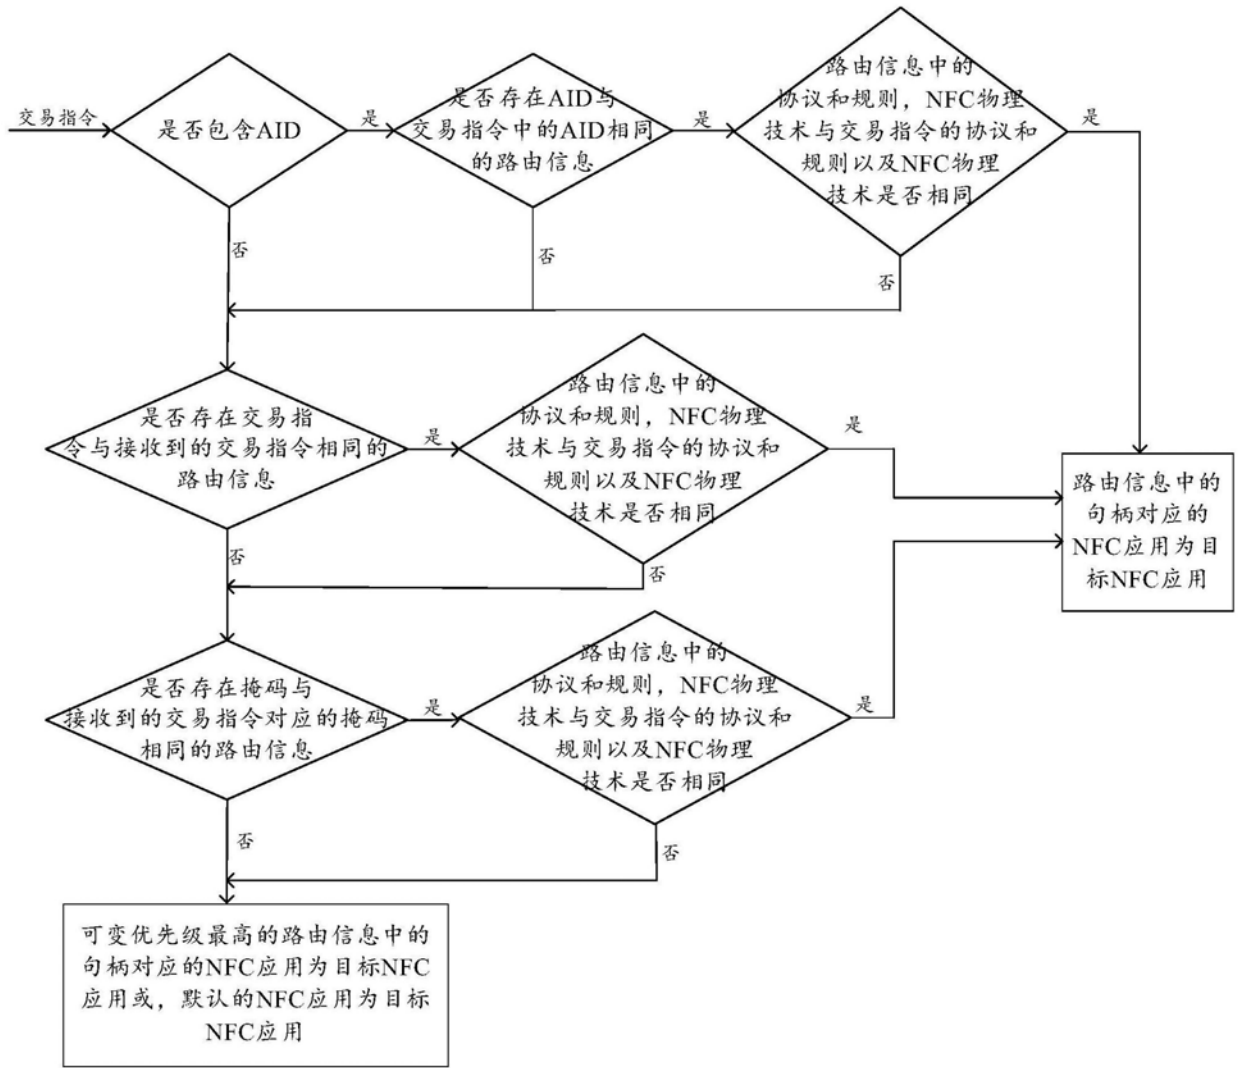 交易指令
是否包含AID
是
是否存在AID与
交易指令中的AID相同
的路由信息
是
路由信息中的
协议和规则，NFC物理
技术与交易指令的协议和
规则以及NFC物理
技术是否相同
是
否
否
否
是否存在交易指
令与接收到的交易指令相同的
路由信息
是
路由信息中的
协议和规则，NFC物理
技术与交易指令的协议和
规则以及NFC物理
技术是否相同
是
路由信息中的
句柄对应的
NFC应用为目
标NFC应用
否
否
是否存在掩码与
接收到的交易指令对应的掩码
相同的路由信息
是
路由信息中的
协议和规则，NFC物理
技术与交易指令的协议和
规则以及NFC物理
技术是否相同
是
否
否
可变优先级最高的路由信息中的
句柄对应的NFC应用为目标NFC
应用或，默认的NFC应用为目标
NFC应用